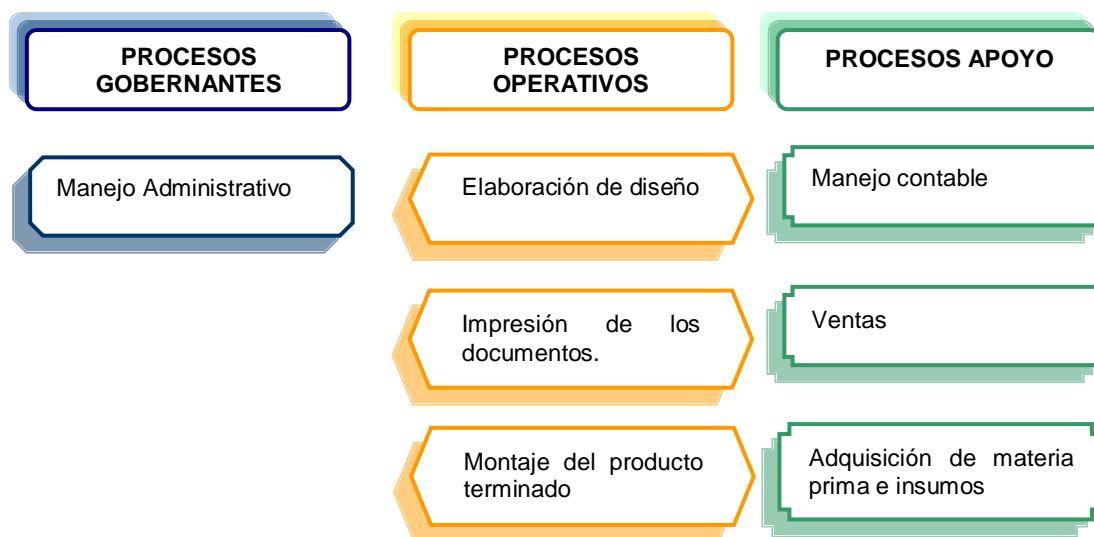 PROCESOS
GOBERNANTES
Manejo Administrativo
PROCESOS
OPERATIVOS
Elaboración de diseño
Impresión de los
documentos.
Montaje del producto
terminado
PROCESOS APOYO
Manejo contable
Ventas
Adquisición de materia
prima e insumos